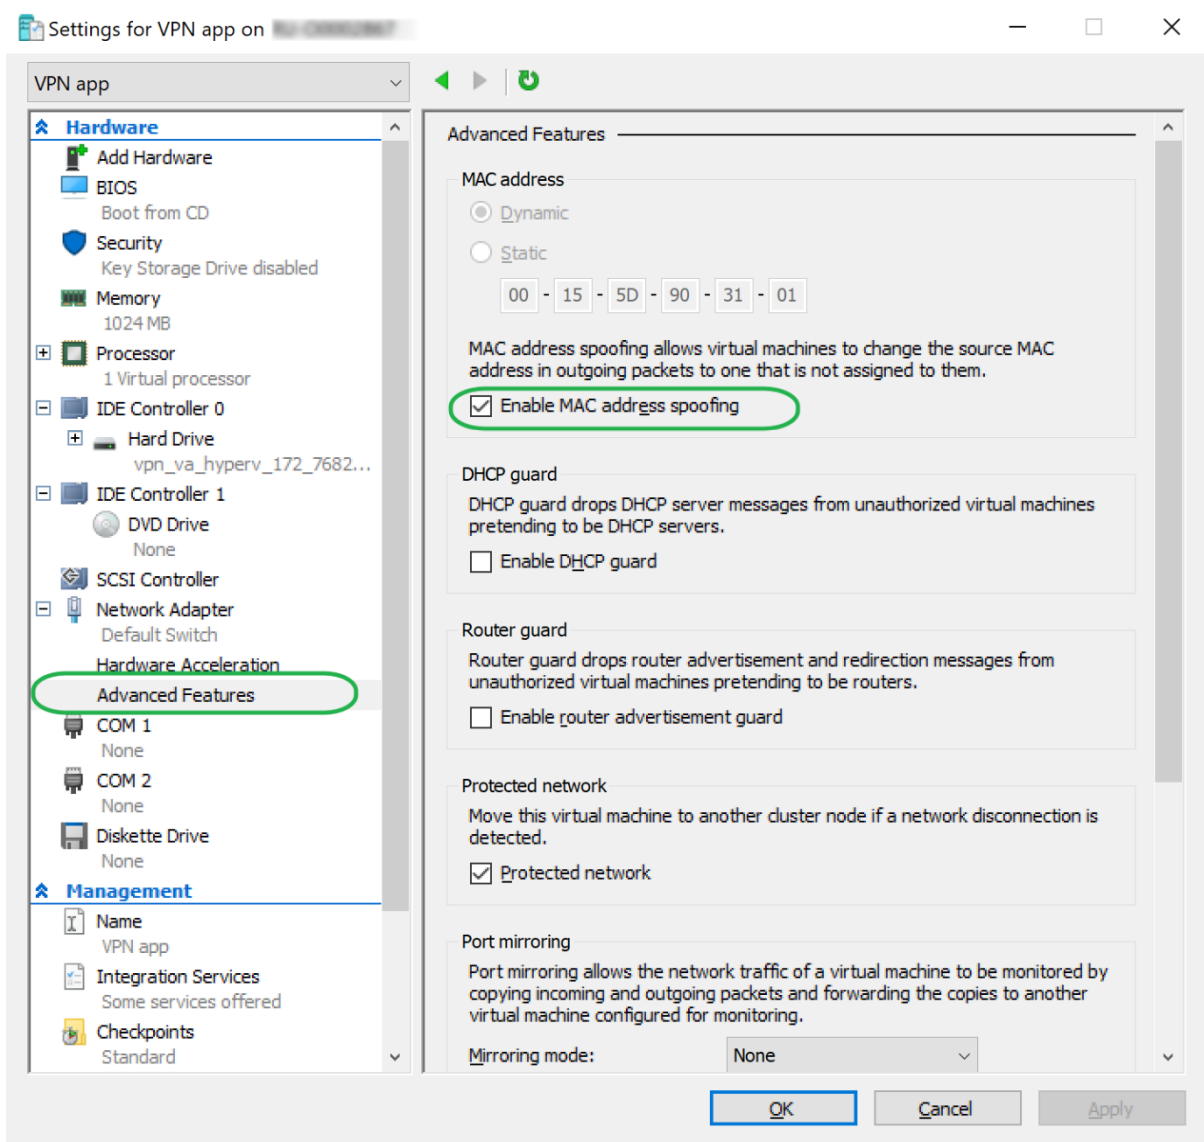 Settings for VPN app on
VPN app
Hardware
Add Hardware
BIOS
Boot from CD
Security
Key Storage Drive disabled
Memory
1024 MB
Processor
1 Virtual processor
IDE Controller 0
Hard Drive
vpn_va_hyperv_172_7682...
IDE Controller 1
DVD Drive
None
SCSI Controller
Network Adapter
Default Switch
Hardware Acceleration
Advanced Features
COM 1
None
COM 2
None
Diskette Drive
None
Management
Name
VPN app
Integration Services
Some services offered
Checkpoints
Standard
Advanced Features
MAC address
Dynamic
Static
00 - 15 - 5D - 90 - 31 - 01
MAC address spoofing allows virtual machines to change the source MAC
address in outgoing packets to one that is not assigned to them.
Enable MAC address spoofing
DHCP guard
DHCP guard drops DHCP server messages from unauthorized virtual machines
pretending to be DHCP servers.
Enable DHCP guard
Router guard
Router guard drops router advertisement and redirection messages from
unauthorized virtual machines pretending to be routers.
Enable router advertisement guard
Protected network
Move this virtual machine to another cluster node if a network disconnection is
detected.
Protected network
Port mirroring
Port mirroring allows the network traffic of a virtual machine to be monitored by
copying incoming and outgoing packets and forwarding the copies to another
virtual machine configured for monitoring.
Mirroring mode: None
OK Cancel Apply